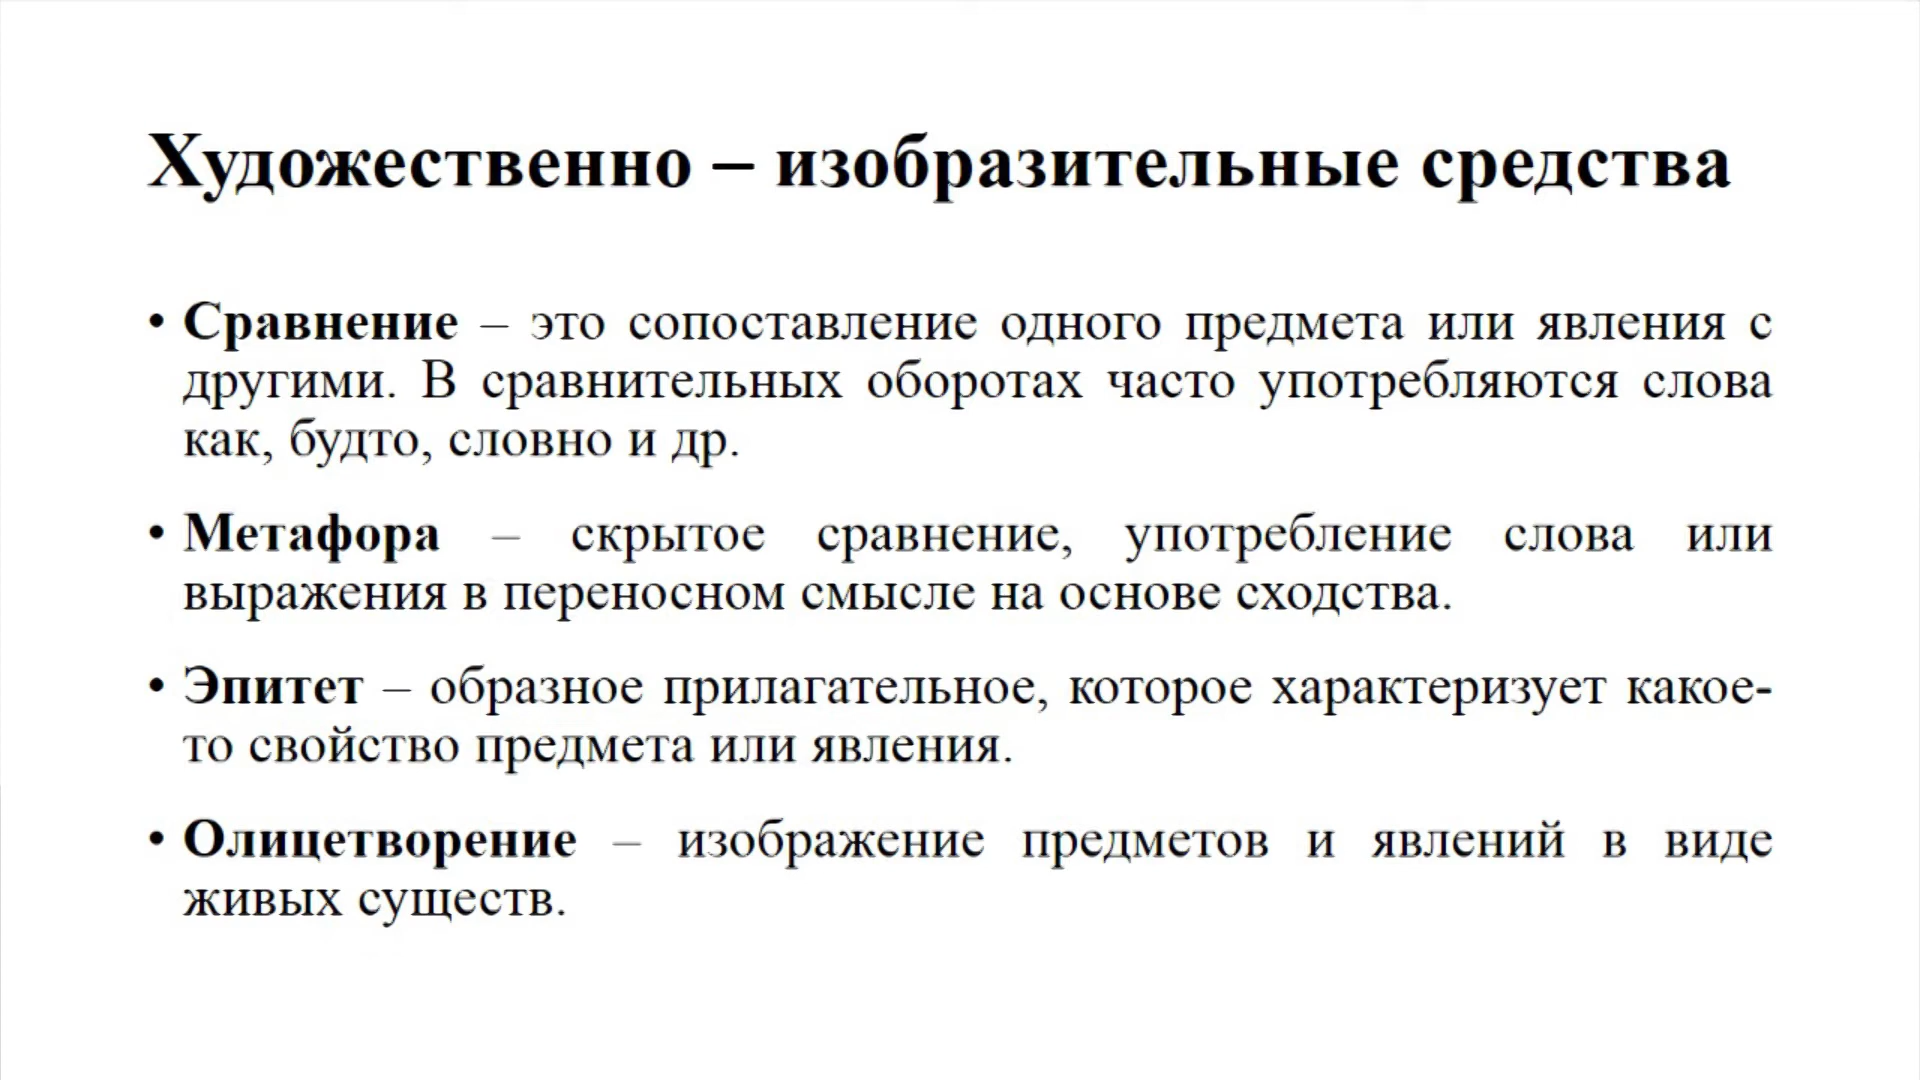 Художественно – изобразительные средства
• Сравнение – это сопоставление одного предмета или явления с
другими. В сравнительных оборотах часто употребляются слова
как, будто, словно и др.
• Метафора – скрытое сравнение, употребление слова или
выражения в переносном смысле на основе сходства.
• Эпитет – образное прилагательное, которое характеризует какое-
то свойство предмета или явления.
• Олицетворение – изображение предметов и явлений в виде
живых существ.